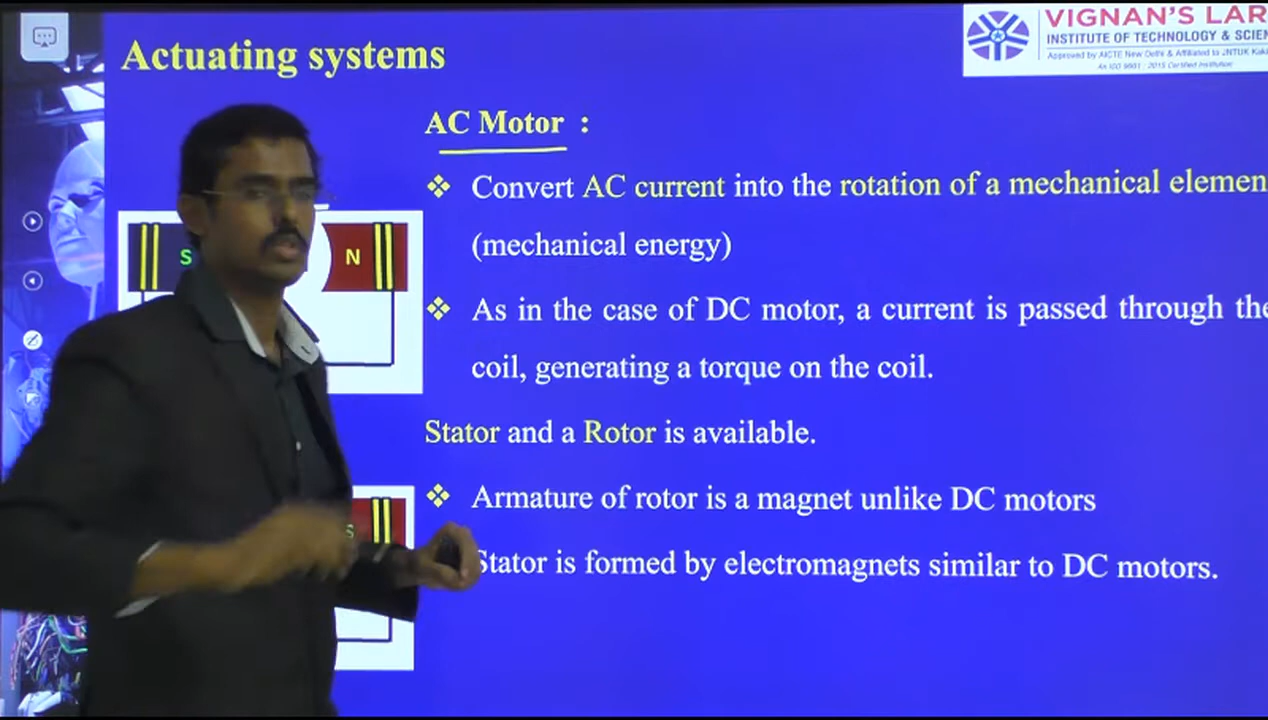 Actuating systems
VIGNAN'S LAR
INSTITUTE OF TECHNOLOGY & SCIEN
Approved by AICTE New Delhi & Affiliated to JNTUK Kaki
An ISO 9001 : 2015 Certified Institution
AC Motor :
Convert AC current into the rotation of a mechanical elemen
(mechanical energy)
S N
As in the case of DC motor, a current is passed through the
coil, generating a torque on the coil.
Stator and a Rotor is available.
Armature of rotor is a magnet unlike DC motors
S
Stator is formed by electromagnets similar to DC motors.